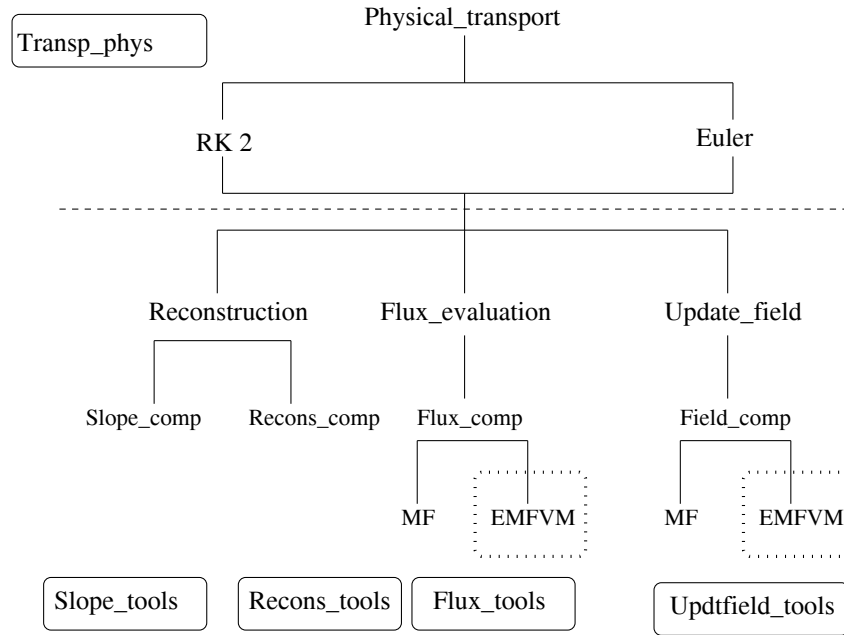 Physical_transport
Transp_phys
RK 2
Euler
Reconstruction
Flux_evaluation
Update_field
Slope_comp
Recons_comp
Flux_comp
Field_comp
MF
EMFVM
MF
EMFVM
Slope_tools
Recons_tools
Flux_tools
Updtfield_tools